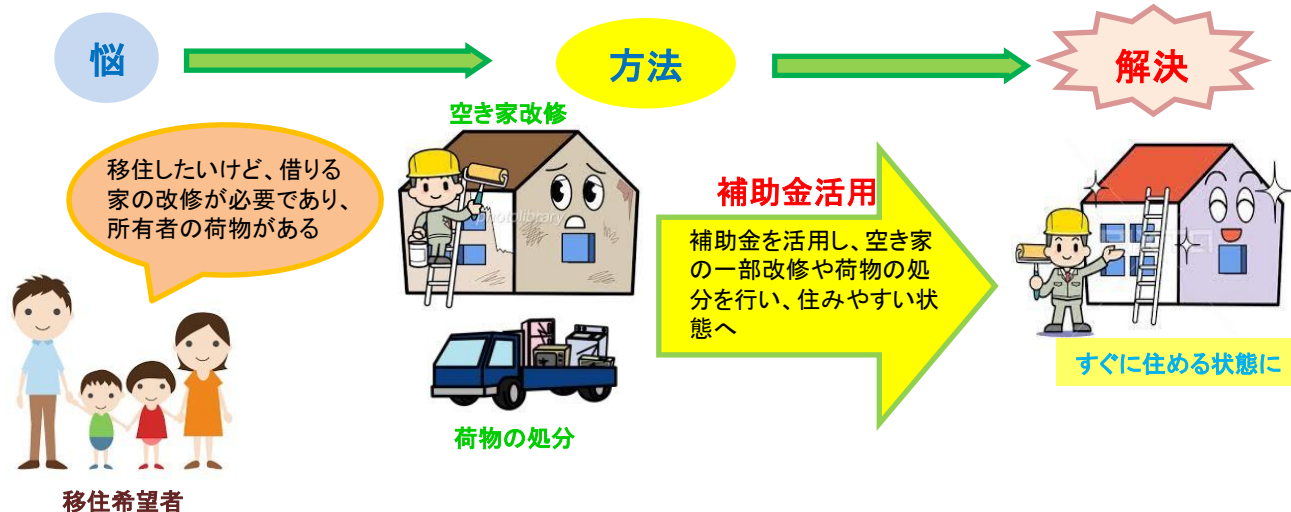 悩
方法
解決
空き家改修
移住したいけど、借りる
家の改修が必要であり、
所有者の荷物がある
photolibrary
補助金活用
補助金を活用し、空き家
の一部改修や荷物の処
分を行い、住みやすい状
態へ
すぐに住める状態に
荷物の処分
移住希望者